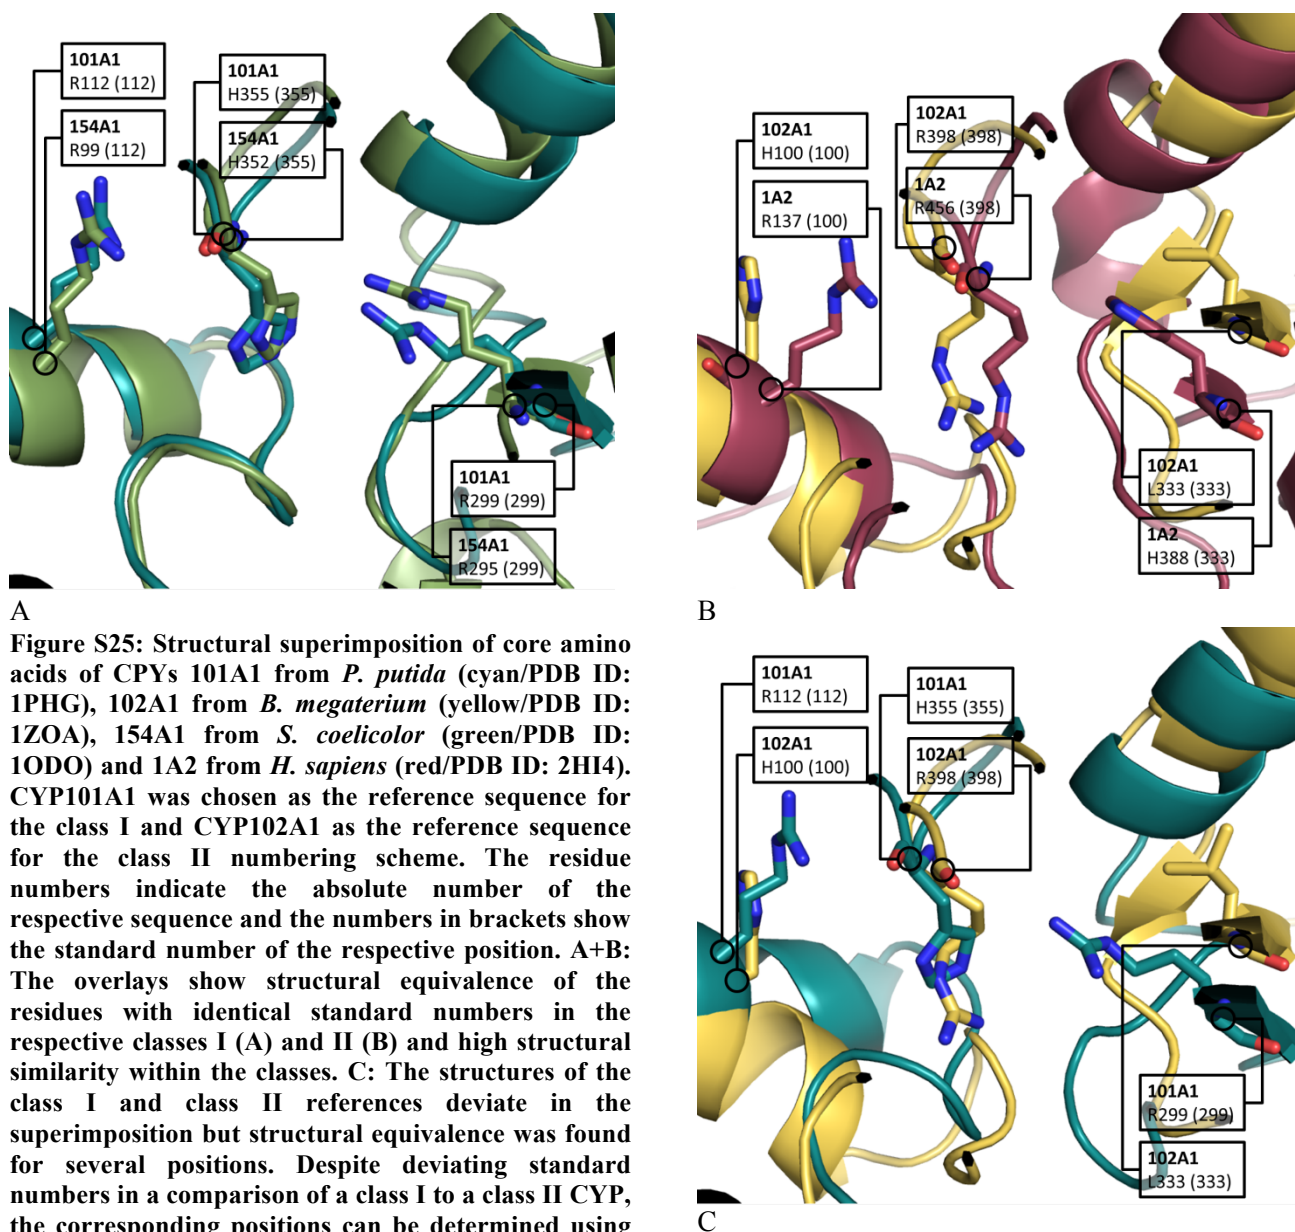 101A1
R112 (112)
154A1
R99 (112)
101A1
H355 (355)
154A1
H352 (355)
101A1
R299 (299)
154A1
R295 (299)
A
102A1
H100 (100)
1A2
R137 (100)
102A1
R398 (398)
1A2
R456 (398)
102A1
L333 (333)
1A2
H388 (333)
B
Figure S25: Structural superimposition of core amino
acids of CPYs 101A1 from P. putida (cyan/PDB ID:
1PHG), 102A1 from B. megaterium (yellow/PDB ID:
1ZOA), 154A1 from S. coelicolor (green/PDB ID:
1ODO) and 1A2 from H. sapiens (red/PDB ID: 2HI4).
CYP101A1 was chosen as the reference sequence for
the class I and CYP102A1 as the reference sequence
for the class II numbering scheme. The residue
numbers indicate the absolute number of the
respective sequence and the numbers in brackets show
the standard number of the respective position. A+B:
The overlays show structural equivalence of the
residues with identical standard numbers in the
respective classes I (A) and II (B) and high structural
similarity within the classes. C: The structures of the
class I and class II references deviate in the
superimposition but structural equivalence was found
for several positions. Despite deviating standard
numbers in a comparison of a class I to a class II CYP,
the corresponding positions can be determined using
101A1
R112 (112)
102A1
H100 (100)
101A1
H355 (355)
102A1
R398 (398)
101A1
R299 (299)
102A1
L333 (333)
C